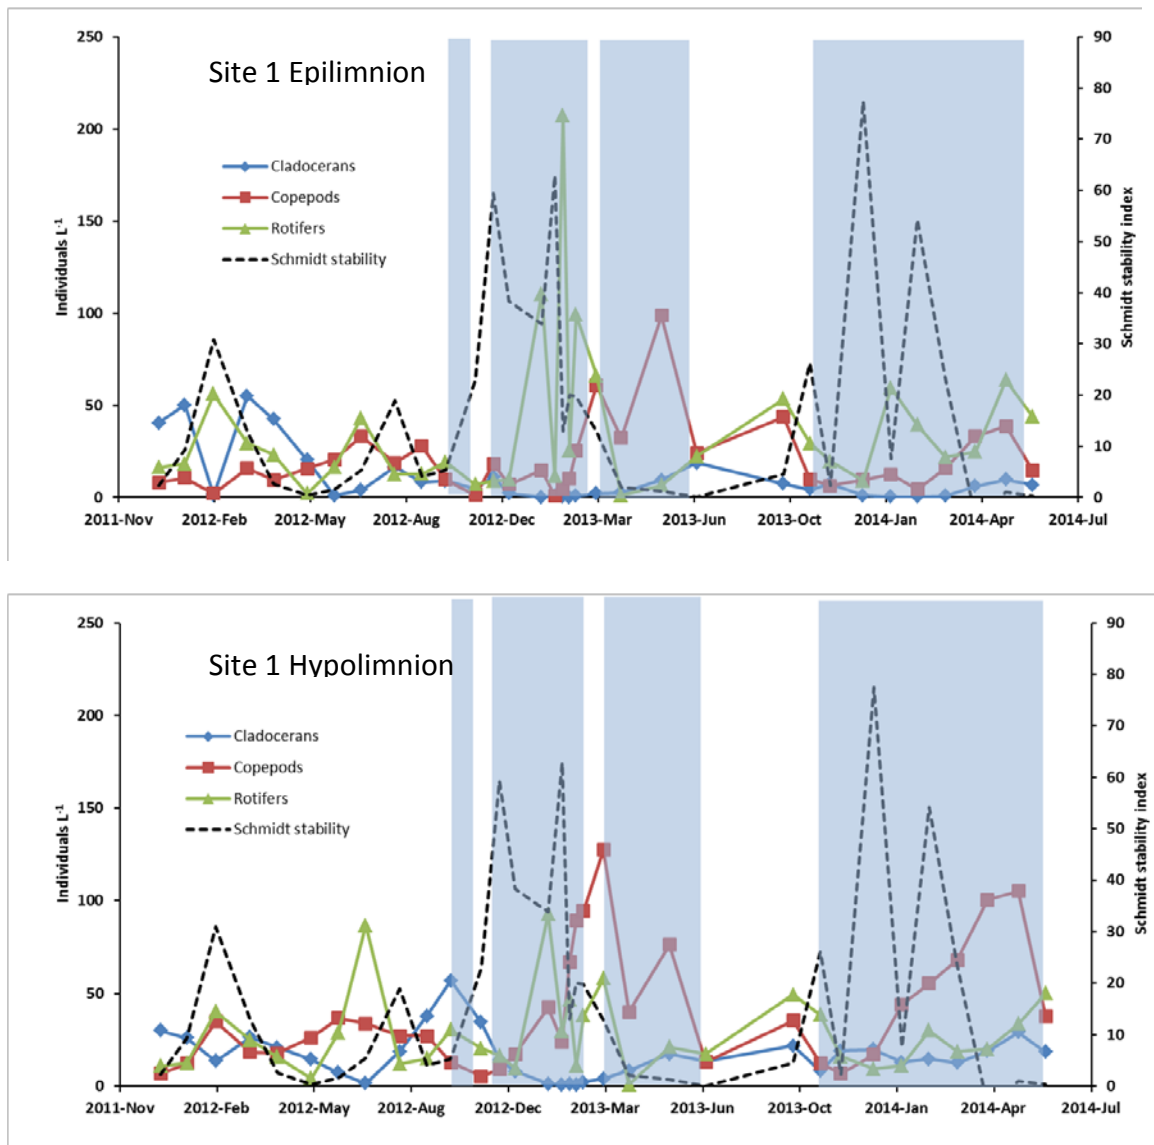 250
200
150
100
50
0
Individuals L⁻¹
90
80
70
60
50
40
30
20
10
0
Schmidt stability index
Site 1 Epilimnion
Cladocerans
Copepods
Rotifers
Schmidt stability
2011-Nov 2012-Feb 2012-May 2012-Aug 2012-Dec 2013-Mar 2013-Jun 2013-Oct 2014-Jan 2014-Apr 2014-Jul
250
200
150
100
50
0
Individuals L⁻¹
90
80
70
60
50
40
30
20
10
0
Schmidt stability index
Site 1 Hypolimnion
Cladocerans
Copepods
Rotifers
Schmidt stability
2011-Nov 2012-Feb 2012-May 2012-Aug 2012-Dec 2013-Mar 2013-Jun 2013-Oct 2014-Jan 2014-Apr 2014-Jul